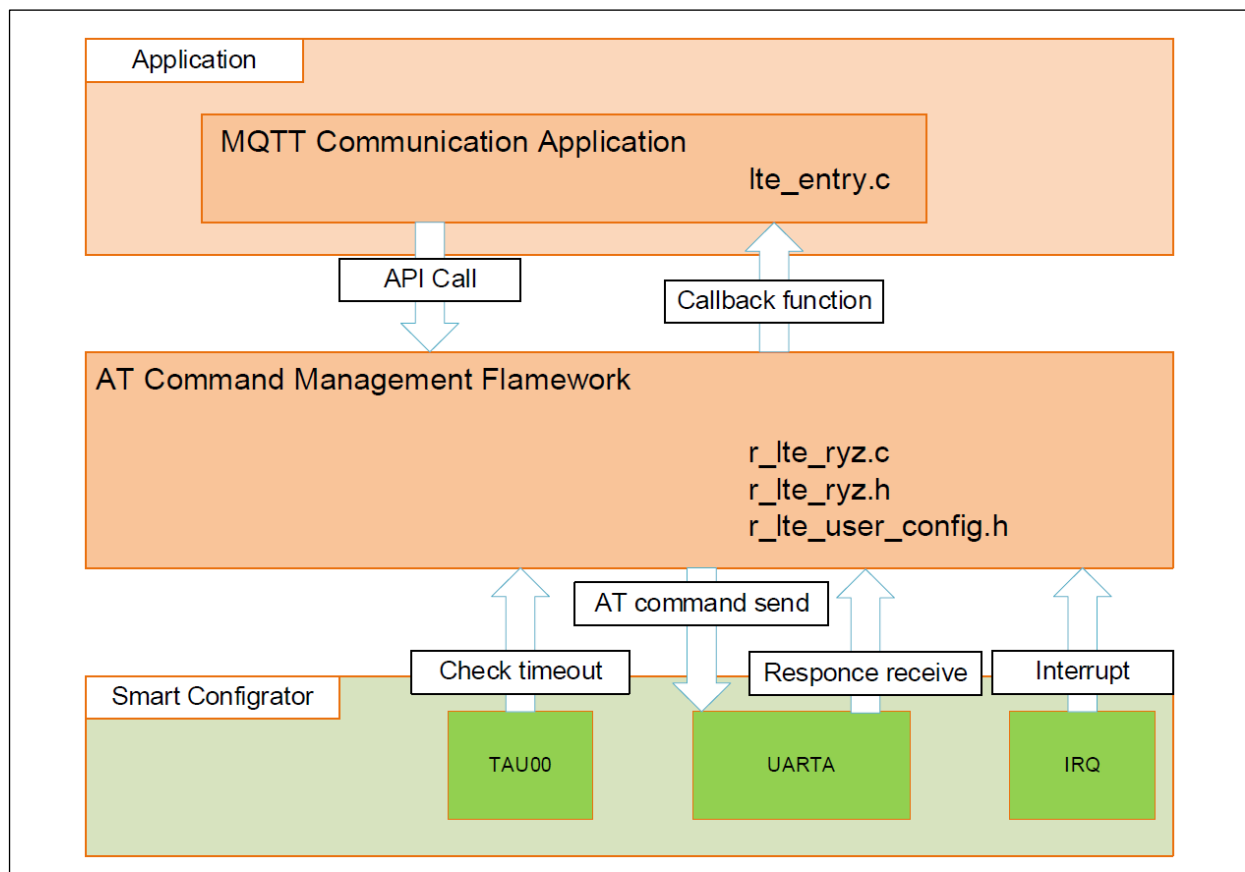 Application
MQTT Communication Application
lte_entry.c
API Call
Callback function
AT Command Management Flamework
r_lte_ryz.c
r_lte_ryz.h
r_lte_user_config.h
AT command send
Check timeout
Responce receive
Interrupt
Smart Configrator
TAU00
UARTA
IRQ